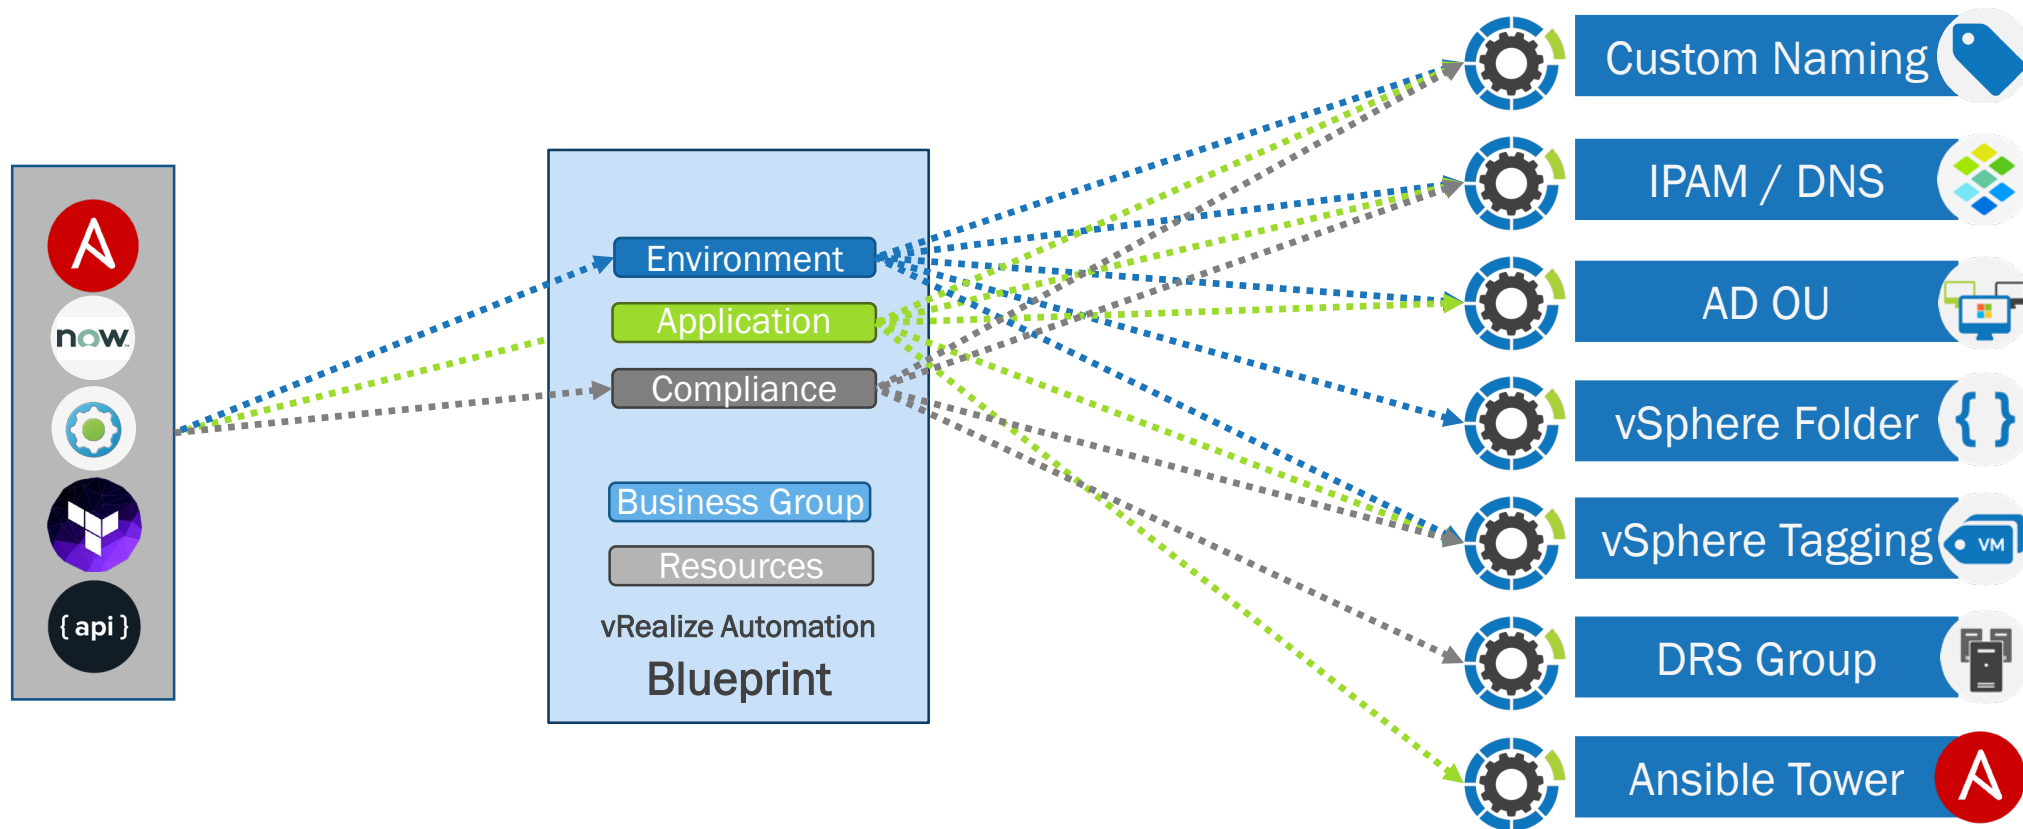 now.
{ api }
Environment
Application
Compliance
Business Group
Resources
vRealize Automation
Blueprint
Custom Naming
IPAM / DNS
AD OU
vSphere Folder
{ }
vSphere Tagging
VM
DRS Group
Ansible Tower